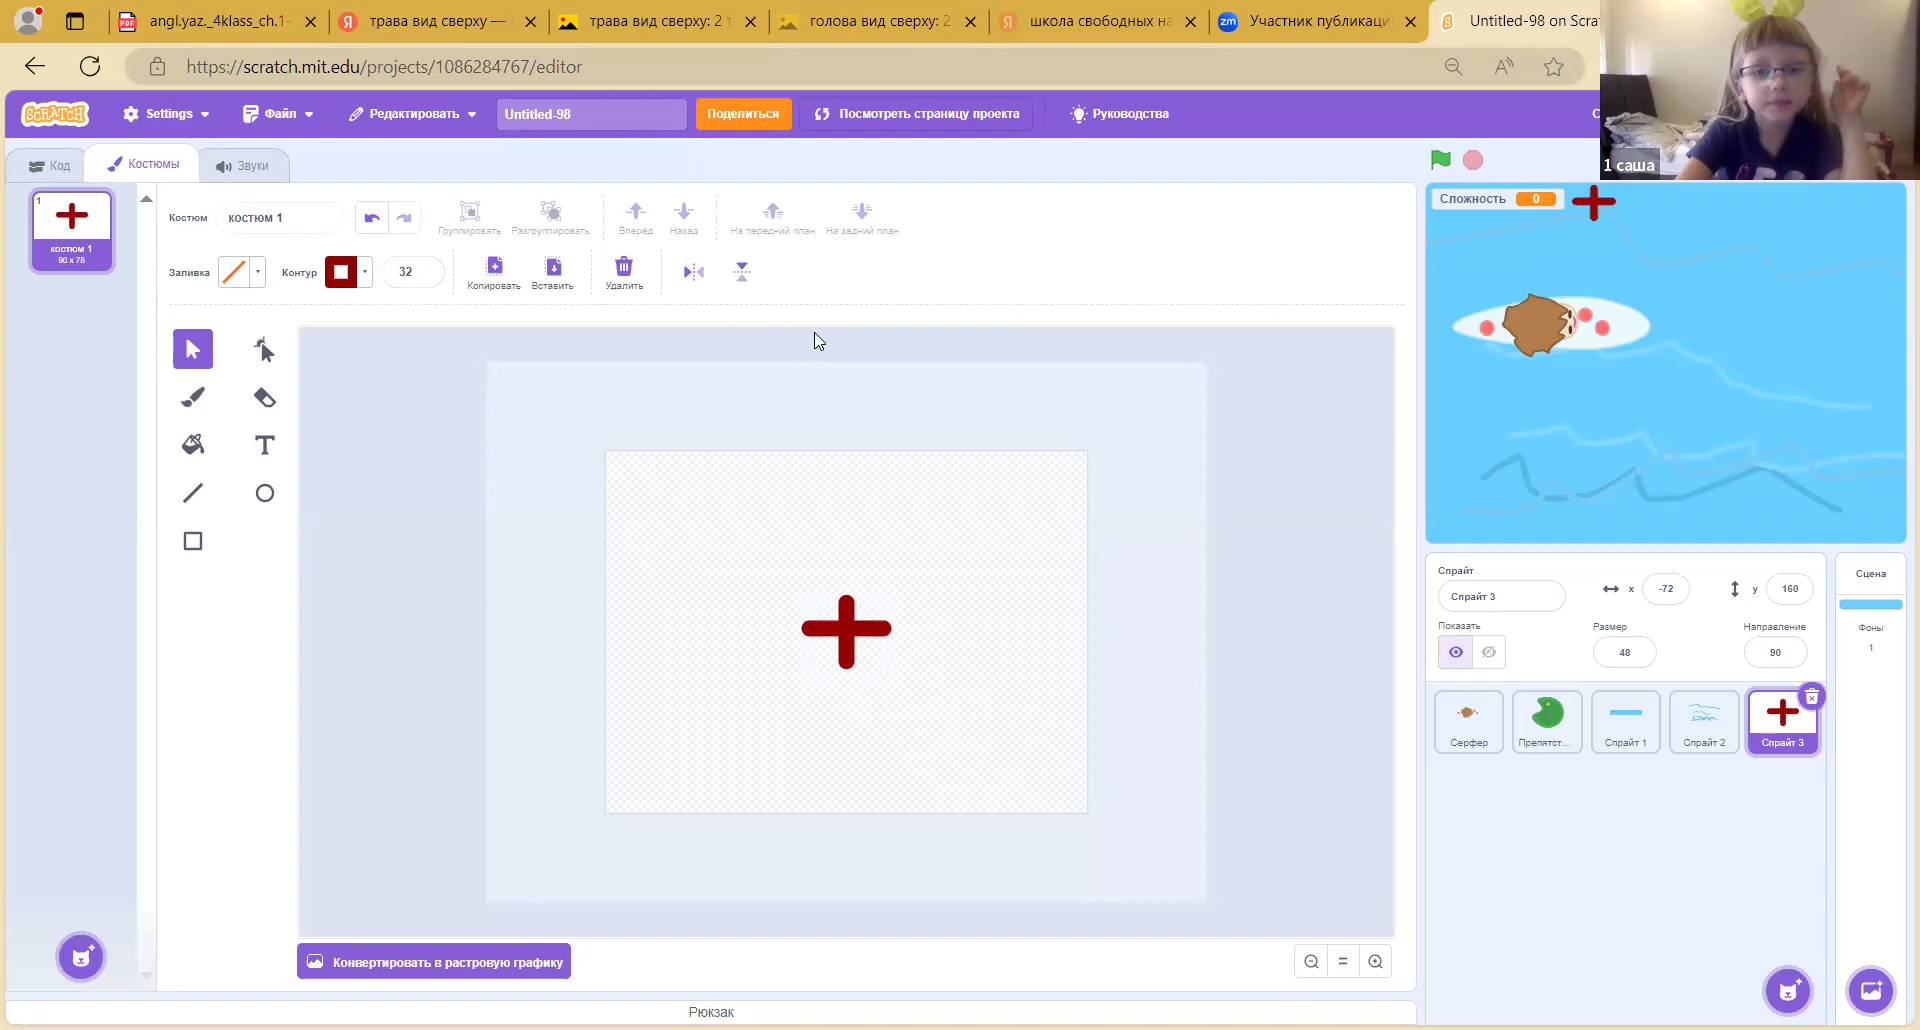 angl.yaz._4klass_ch.1-
трава вид сверху —
трава вид сверху: 2 т
голова вид сверху: 2
школа свободных на
Участник публикаци
Untitled-98 on Scra
https://scratch.mit.edu/projects/1086284767/editor
SCRATCH
Settings
Файл
Редактировать
Untitled-98
Поделиться
Посмотреть страницу проекта
Руководства
С
1 саша
Код
Костюмы
Звуки
1
костюм 1
90 x 75
Костюм
костюм 1
Группировать
Разгруппировать
Вперёд
Назад
На передний план
На задний план
Заливка
Контур
32
Копировать
Вставить
Удалить
Сложность 0
Конвертировать в растровую графику
Рюкзак
Спрайт
Спрайт 3
x
-72
y
160
Показать
Размер
48
Направление
90
Серфер
Препятст...
Спрайт 1
Спрайт 2
Спрайт 3
Сцена
Фоны
1